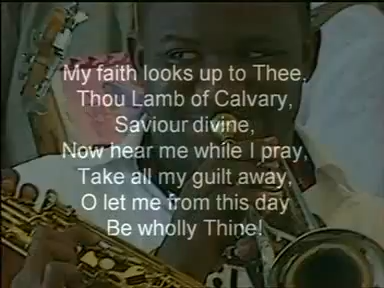 My faith looks up to Thee,
Thou Lamb of Calvary,
Saviour divine,
Now hear me while I pray,
Take all my guilt away,
O let me from this day
Be wholly Thine!